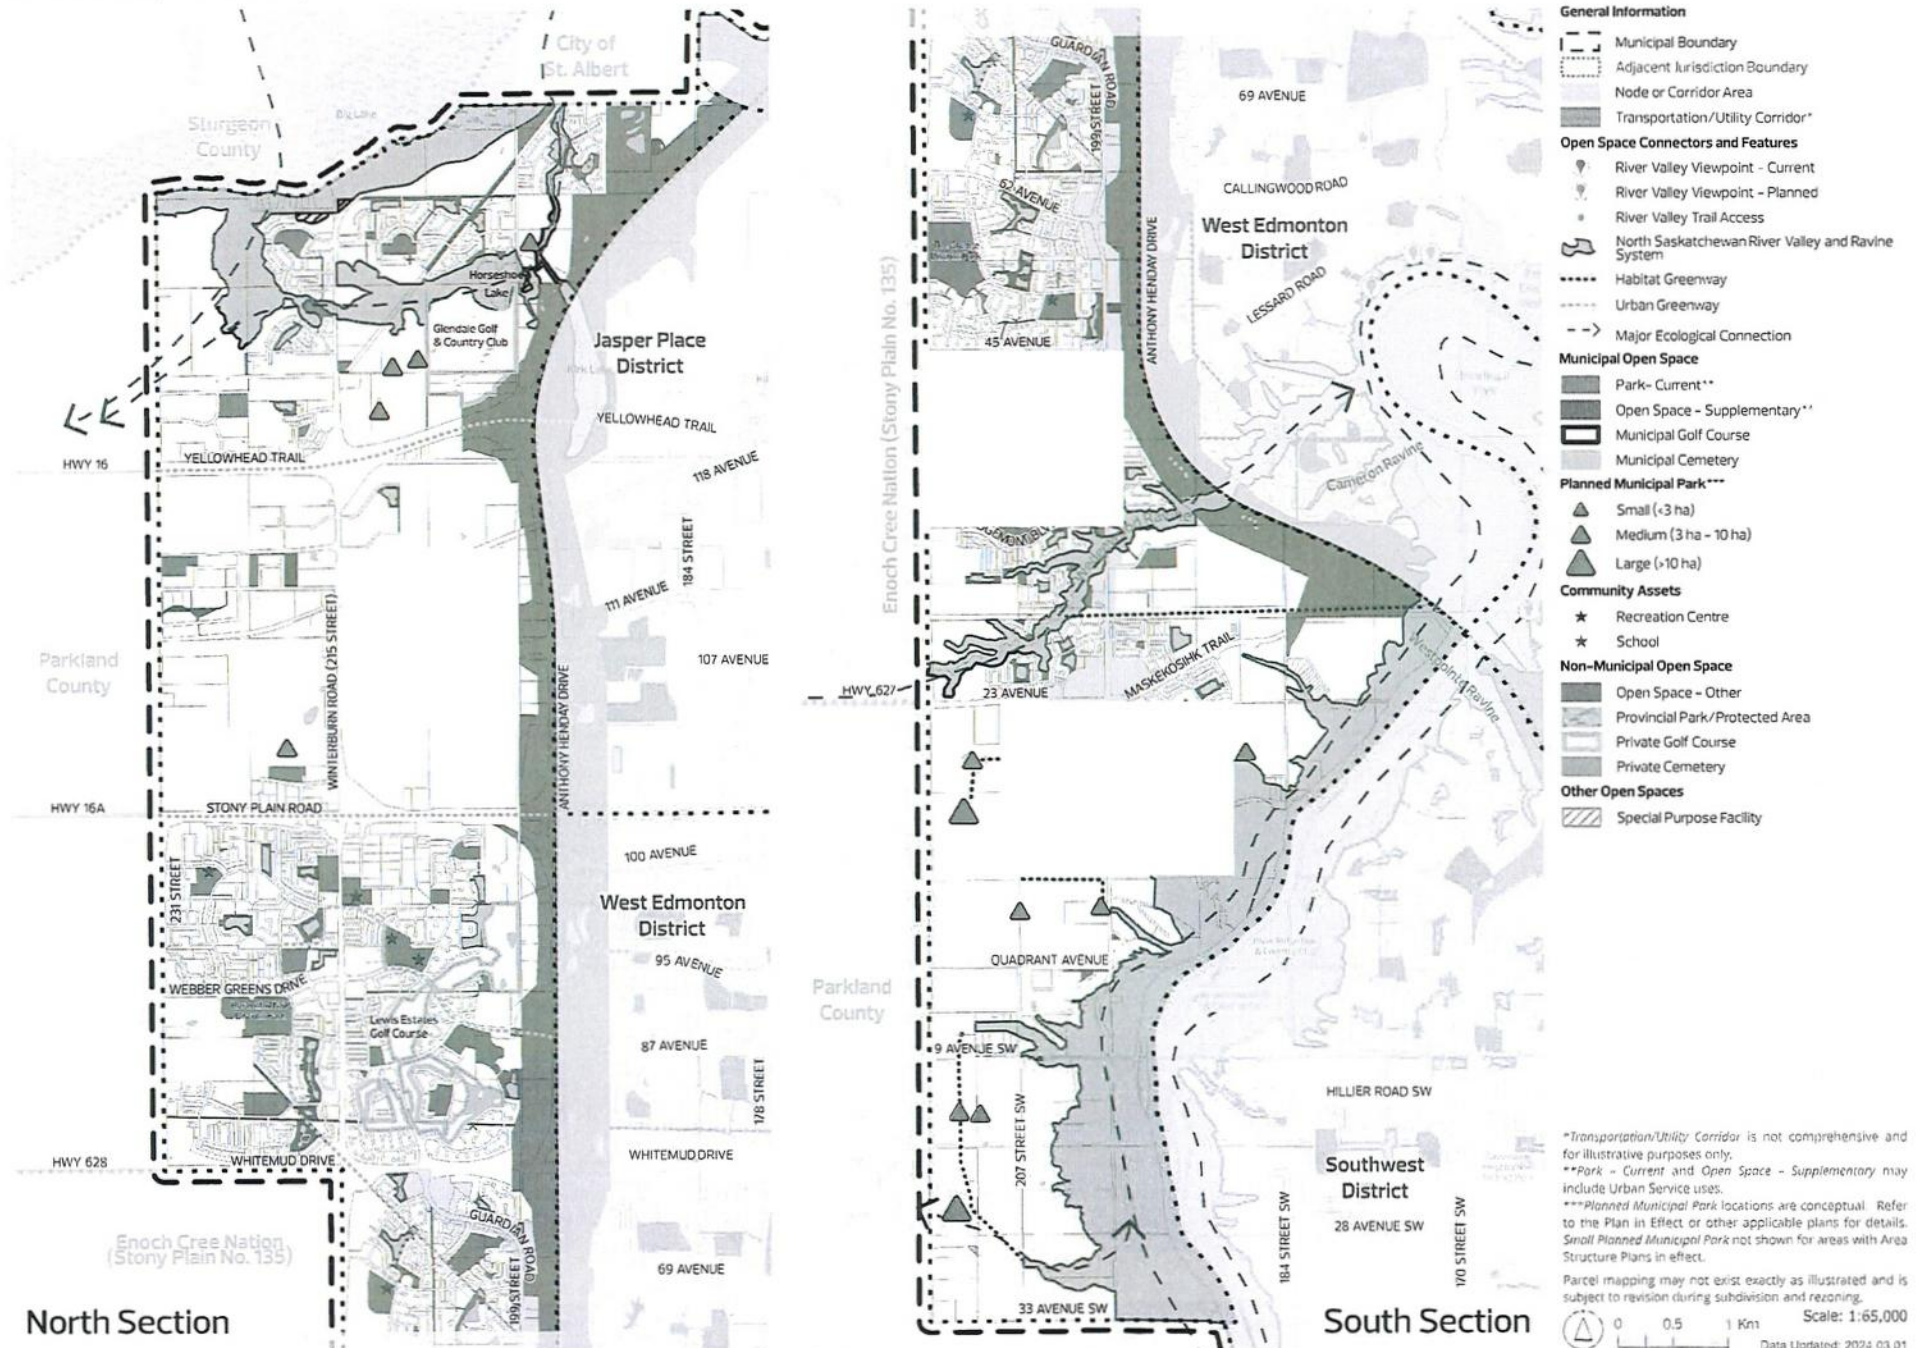 City of
St. Albert
Sturgeon
County
Big Lake
Horseshoe
Lake
Glendale Golf
& Country Club
Jasper Place
District
YELLOWHEAD TRAIL
HWY 16
YELLOWHEAD TRAIL
118 AVENUE
184 STREET
111 AVENUE
WINTERBURN ROAD (215 STREET)
107 AVENUE
Parkland
County
ANTHONY HENDAY DRIVE
HWY 16A
STONY PLAIN ROAD
100 AVENUE
231 STREET
West Edmonton
District
95 AVENUE
WEBBER GREENS DRIVE
Lewis Estates
Golf Course
87 AVENUE
178 STREET
HWY 628
WHITEMUD DRIVE
WHITEMUD DRIVE
GUARDIAN ROAD
Enoch Cree Nation
(Stony Plain No. 135)
69 AVENUE
199 STREET
North Section
GUARDIAN ROAD
69 AVENUE
199 STREET
CALLINGWOOD ROAD
62 AVENUE
West Edmonton
District
ANTHONY HENDAY DRIVE
LESSARD ROAD
45 AVENUE
Enoch Cree Nation (Stony Plain No. 135)
Cameron Ravine
MASKEKOSIHK TRAIL
HWY 627
23 AVENUE
Wedgewood Ravine
QUADRANT AVENUE
Parkland
County
9 AVENUE SW
HILLIER ROAD SW
207 STREET SW
Southwest
District
184 STREET SW
28 AVENUE SW
170 STREET SW
33 AVENUE SW
South Section
General Information
Municipal Boundary
Adjacent Jurisdiction Boundary
Node or Corridor Area
Transportation/Utility Corridor*
Open Space Connectors and Features
River Valley Viewpoint - Current
River Valley Viewpoint - Planned
River Valley Trail Access
North Saskatchewan River Valley and Ravine
System
Habitat Greenway
Urban Greenway
Major Ecological Connection
Municipal Open Space
Park- Current**
Open Space - Supplementary**
Municipal Golf Course
Municipal Cemetery
Planned Municipal Park***
Small (<3 ha)
Medium (3 ha - 10 ha)
Large (>10 ha)
Community Assets
Recreation Centre
School
Non-Municipal Open Space
Open Space - Other
Provincial Park/Protected Area
Private Golf Course
Private Cemetery
Other Open Spaces
Special Purpose Facility
*Transportation/Utility Corridor is not comprehensive and
for illustrative purposes only.
**Park - Current and Open Space - Supplementary may
include Urban Service uses.
***Planned Municipal Park locations are conceptual. Refer
to the Plan in Effect or other applicable plans for details.
Small Planned Municipal Park not shown for areas with Area
Structure Plans in effect.
Parcel mapping may not exist exactly as illustrated and is
subject to revision during subdivision and rezoning.
Scale: 1:65,000
0 0.5 1 Km
Data Updated: 2024.03.01